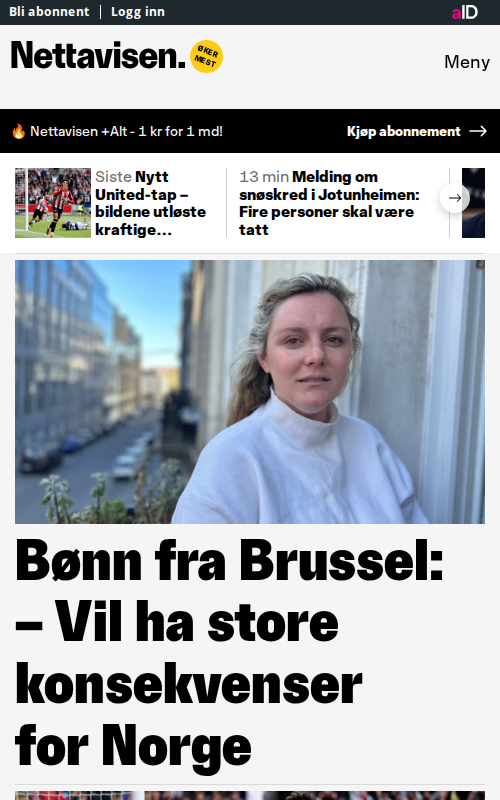 Bli abonnent
Logg inn
aID
Nettavisen.
ØKER
MEST
Meny
🔥 Nettavisen +Alt - 1 kr for 1 md!
Kjøp abonnement →
Siste Nytt
United-tap –
bildene utløste
kraftige...
13 min Melding om
snøskred i Jotunheimen:
Fire personer skal være
tatt
Bønn fra Brussel:
– Vil ha store
konsekvenser
for Norge